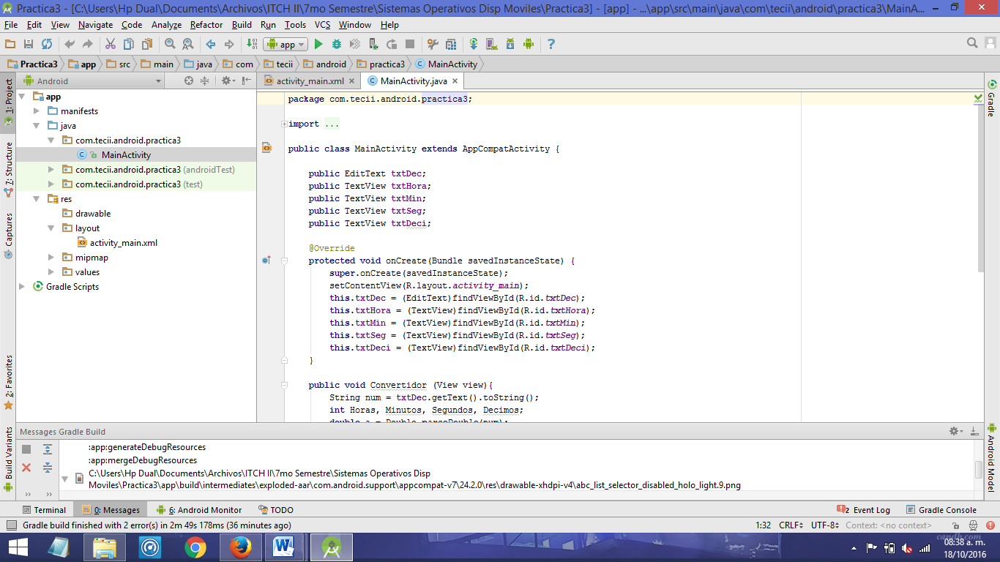 Practica3 - [C:\Users\Hp Dual\Documents\Archivos\ITCH II\7mo Semestre\Sistemas Operativos Disp Moviles\Practica3] - [app] - ...\app\src\main\java\com\tecii\android\practica3\MainA...
File Edit View Navigate Code Analyze Refactor Build Run Tools VCS Window Help
app
Practica3 app src main java com tecii android practica3 MainActivity
Android
activity_main.xml MainActivity.java
1: Project
7: Structure
Captures
2: Favorites
Build Variants
app
manifests
java
com.tecii.android.practica3
MainActivity
com.tecii.android.practica3 (androidTest)
com.tecii.android.practica3 (test)
res
drawable
layout
activity_main.xml
mipmap
values
Gradle Scripts
package com.tecii.android.practica3;
import ...
public class MainActivity extends AppCompatActivity {
public EditText txtDec;
public TextView txtHora;
public TextView txtMin;
public TextView txtSeg;
public TextView txtDeci;
@Override
protected void onCreate(Bundle savedInstanceState) {
super.onCreate(savedInstanceState);
setContentView(R.layout.activity_main);
this.txtDec = (EditText)findViewById(R.id.txtDec);
this.txtHora = (TextView)findViewById(R.id.txtHora);
this.txtMin = (TextView)findViewById(R.id.txtMin);
this.txtSeg = (TextView)findViewById(R.id.txtSeg);
this.txtDeci = (TextView)findViewById(R.id.txtDeci);
}
public void Convertidor (View view){
String num = txtDec.getText().toString();
int Horas, Minutos, Segundos, Decimos;
double a = Double.parseDouble(num);
Gradle
Android Model
Messages Gradle Build
:app:generateDebugResources
:app:mergeDebugResources
C:\Users\Hp Dual\Documents\Archivos\ITCH II\7mo Semestre\Sistemas Operativos Disp
Moviles\Practica3\app\build\intermediates\exploded-aar\com.android.support\appcompat-v7\24.2.0\res\drawable-xhdpi-v4\abc_list_selector_disabled_holo_light.9.png
Terminal 0: Messages 6: Android Monitor TODO 2 Event Log Gradle Console
Gradle build finished with 2 error(s) in 2m 49s 178ms (36 minutes ago) 1:32 CRLF UTF-8 Context: <no context>
candh.com
08:38 a. m.
18/10/2016